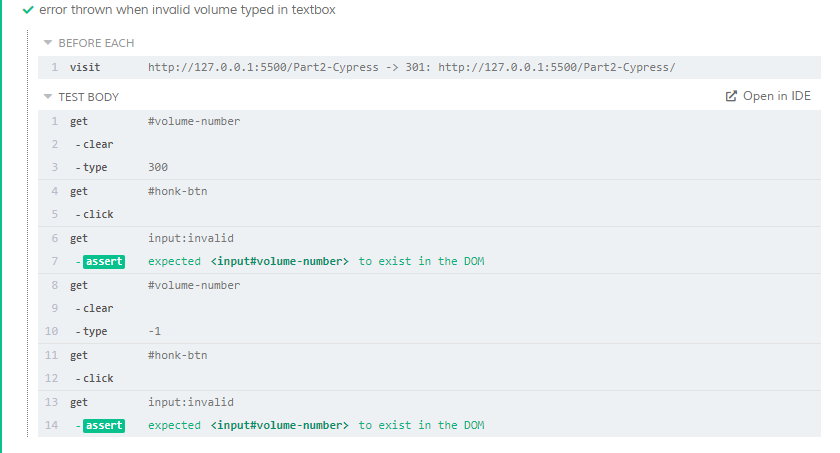 error thrown when invalid volume typed in textbox
BEFORE EACH
1 visit http://127.0.0.1:5500/Part2-Cypress -> 301: http://127.0.0.1:5500/Part2-Cypress/
TEST BODY Open in IDE
1 get #volume-number
2 -clear
3 -type 300
4 get #honk-btn
5 -click
6 get input:invalid
7 -assert expected <input#volume-number> to exist in the DOM
8 get #volume-number
9 -clear
10 -type -1
11 get #honk-btn
12 -click
13 get input:invalid
14 -assert expected <input#volume-number> to exist in the DOM